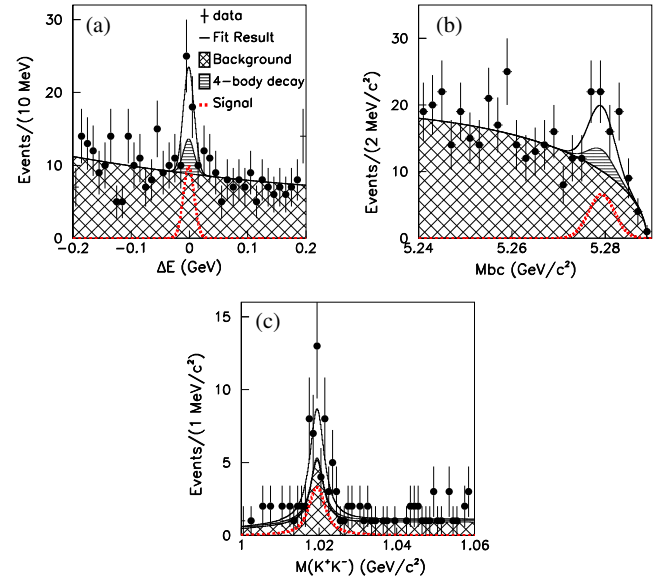 (a)
data
Fit Result
Background
4-body decay
Signal
30
20
10
0
Events/(10 MeV)
-0.2 -0.1 0 0.1 0.2
ΔE (GeV)
(b)
30
20
10
0
Events/(2 MeV/c²)
5.24 5.26 5.28
Mbc (GeV/c²)
(c)
15
10
5
0
Events/(1 MeV/c²)
1 1.02 1.04 1.06
M(K⁺K⁻) (GeV/c²)